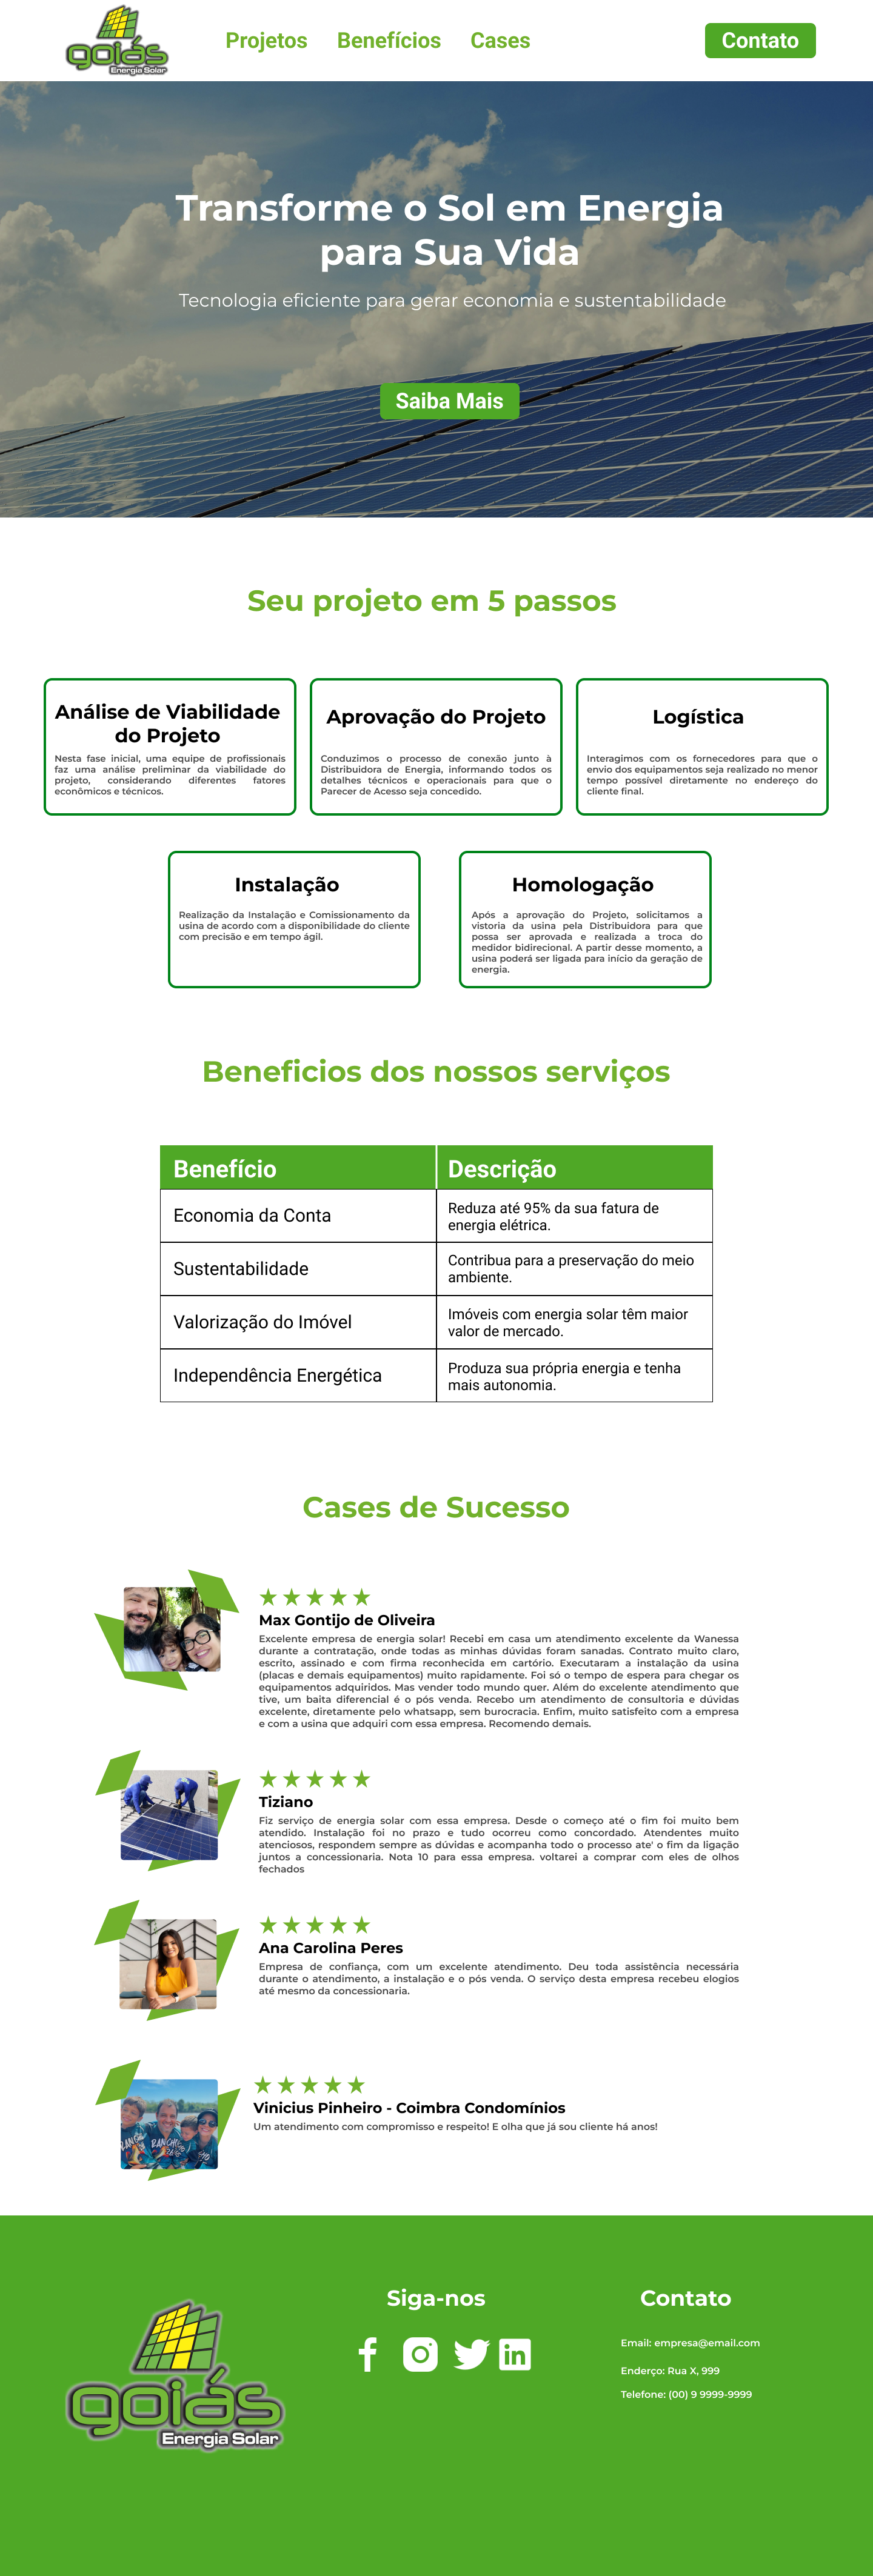 goiás
Energia Solar
Projetos Benefícios Cases Contato
Transforme o Sol em Energia
para Sua Vida
Tecnologia eficiente para gerar economia e sustentabilidade
Saiba Mais
Seu projeto em 5 passos
Análise de Viabilidade
do Projeto
Nesta fase inicial, uma equipe de profissionais
faz uma análise preliminar da viabilidade do
projeto, considerando diferentes fatores
econômicos e técnicos.
Aprovação do Projeto
Conduzimos o processo de conexão junto à
Distribuidora de Energia, informando todos os
detalhes técnicos e operacionais para que o
Parecer de Acesso seja concedido.
Logística
Interagimos com os fornecedores para que o
envio dos equipamentos seja realizado no menor
tempo possível diretamente no endereço do
cliente final.
Instalação
Realização da Instalação e Comissionamento da
usina de acordo com a disponibilidade do cliente
com precisão e em tempo ágil.
Homologação
Após a aprovação do Projeto, solicitamos a
vistoria da usina pela Distribuidora para que
possa ser aprovada e realizada a troca do
medidor bidirecional. A partir desse momento, a
usina poderá ser ligada para início da geração de
energia.
Beneficios dos nossos serviços
Benefício Descrição
Economia da Conta
Reduza até 95% da sua fatura de
energia elétrica.
Sustentabilidade
Contribua para a preservação do meio
ambiente.
Valorização do Imóvel
Imóveis com energia solar têm maior
valor de mercado.
Independência Energética
Produza sua própria energia e tenha
mais autonomia.
Cases de Sucesso
Max Gontijo de Oliveira
Excelente empresa de energia solar! Recebi em casa um atendimento excelente da Wanessa
durante a contratação, onde todas as minhas dúvidas foram sanadas. Contrato muito claro,
escrito, assinado e com firma reconhecida em cartório. Executaram a instalação da usina
(placas e demais equipamentos) muito rapidamente. Foi só o tempo de espera para chegar os
equipamentos adquiridos. Mas vender todo mundo quer. Além do excelente atendimento que
tive, um baita diferencial é o pós venda. Recebo um atendimento de consultoria e dúvidas
excelente, diretamente pelo whatsapp, sem burocracia. Enfim, muito satisfeito com a empresa
e com a usina que adquiri com essa empresa. Recomendo demais.
Tiziano
Fiz serviço de energia solar com essa empresa. Desde o começo até o fim foi muito bem
atendido. Instalação foi no prazo e tudo ocorreu como concordado. Atendentes muito
atenciosos, respondem sempre as dúvidas e acompanha todo o processo ate' o fim da ligação
juntos a concessionaria. Nota 10 para essa empresa. voltarei a comprar com eles de olhos
fechados
Ana Carolina Peres
Empresa de confiança, com um excelente atendimento. Deu toda assistência necessária
durante o atendimento, a instalação e o pós venda. O serviço desta empresa recebeu elogios
até mesmo da concessionaria.
Vinicius Pinheiro - Coimbra Condomínios
Um atendimento com compromisso e respeito! E olha que já sou cliente há anos!
goiás
Energia Solar
Siga-nos
Contato
Email: empresa@email.com
Enderço: Rua X, 999
Telefone: (00) 9 9999-9999